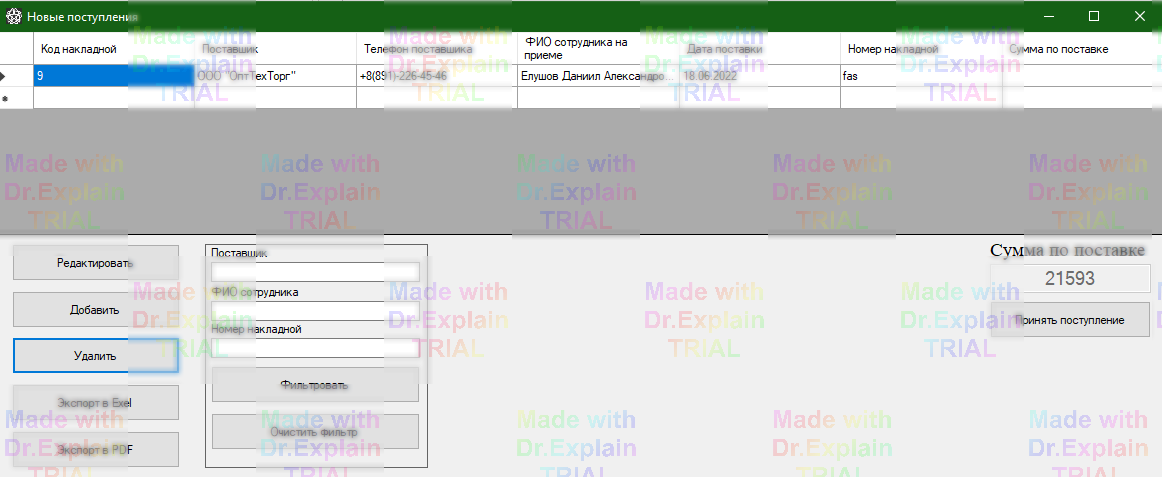 Новые поступления
Код накладной Поставщик Телефон поставщика ФИО сотрудника на приеме Дата поставки Номер накладной Сумма по поставке
9 ООО "ОптТехТорг" +8(891)-226-45-46 Елушов Даниил Александро... 18.06.2022 fas
Made with Dr.Explain TRIAL
Редактировать
Добавить
Удалить
Экспорт в Exel
Экспорт в PDF
Поставщик
ФИО сотрудника
Номер накладной
Фильтровать
Очистить фильтр
Сумма по поставке
21593
Принять поступление